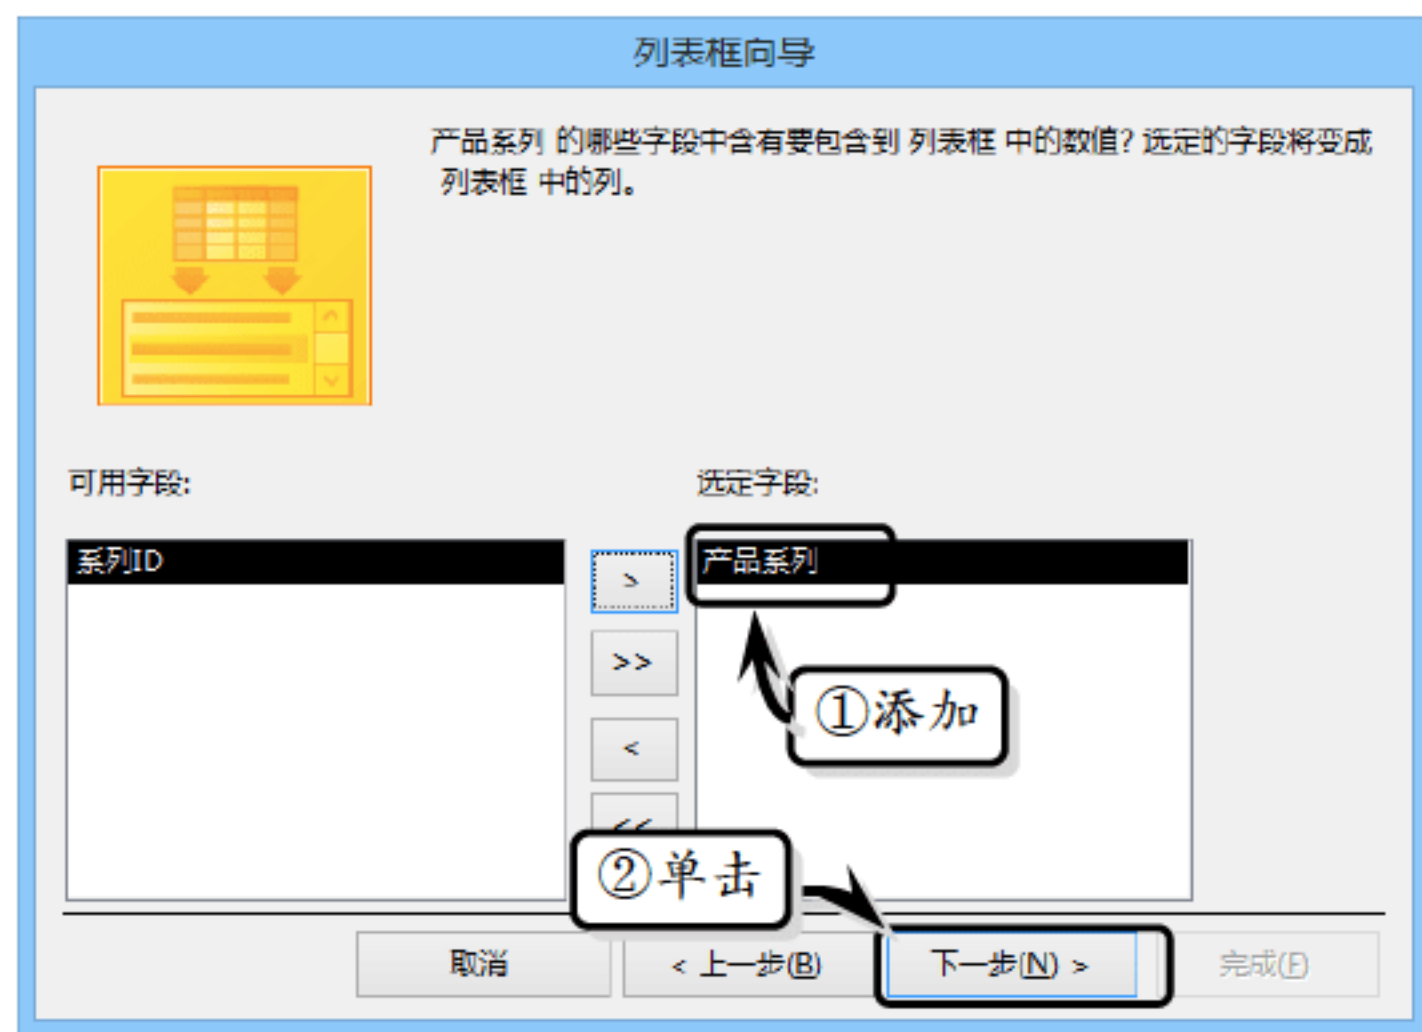 列表框向导
产品系列 的哪些字段中含有要包含到 列表框 中的数值? 选定的字段将变成
列表框 中的列。
可用字段:
选定字段:
系列ID
>
产品系列
>>
①添加
<
<<
②单击
取消
< 上一步(B)
下一步(N) >
完成(F)